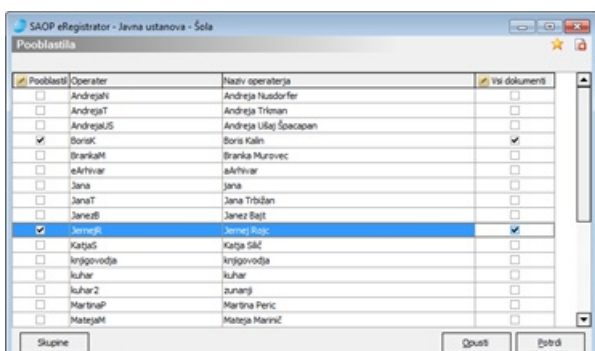 SAOP eRegistrator - Javna ustanova - Šola
Pooblastila
Pooblasti Operater Naziv operaterja Vsi dokumenti
AndrejaN Andreja Nusdorfer
AndrejaT Andreja Trkman
AndrejaUS Andreja Ušaj Špacapan
BorisK Boris Kalin
BrankaM Branka Murovec
eArhivar aArhivar
Jana jana
JanaT Jana Trbižan
JanezB Janez Bajt
JernejR Jernej Rojc
KatjaS Katja Silič
knjigovodja knjigovodja
kuhar kuhar
kuhar2 zunanji
MartinaP Martina Peric
MatejaM Mateja Marinič
Skupine Opusti Potrdi